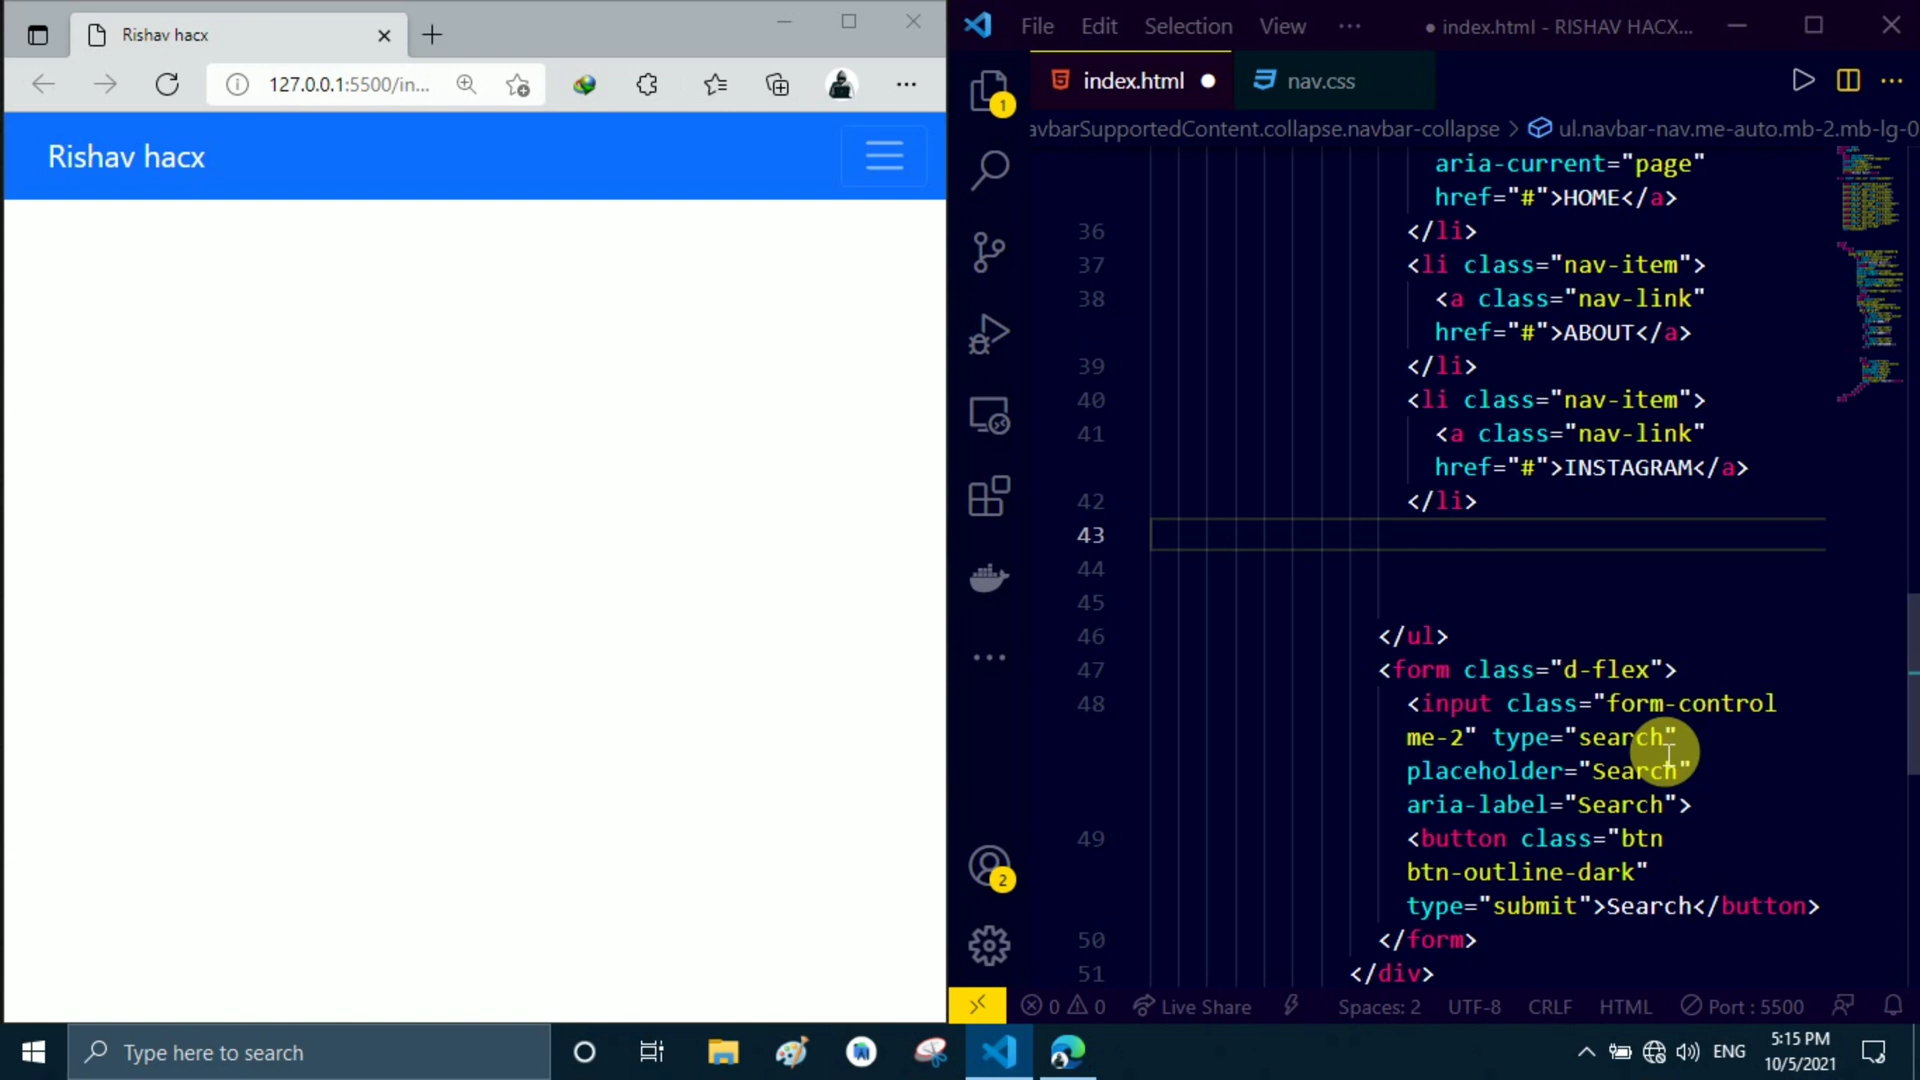 Rishav hacx
127.0.0.1:5500/in...
Rishav hacx
File Edit Selection View ···
● index.html - RISHAV HACX...
index.html ●
nav.css
1
avbarSupportedContent.collapse.navbar-collapse > ul.navbar-nav.me-auto.mb-2.mb-lg-0
aria-current="page"
href="#">HOME</a>
36 </li>
37 <li class="nav-item">
38 <a class="nav-link"
href="#">ABOUT</a>
39 </li>
40 <li class="nav-item">
41 <a class="nav-link"
href="#">INSTAGRAM</a>
42 </li>
43
44
45
46 </ul>
47 <form class="d-flex">
48 <input class="form-control
me-2" type="search"
placeholder="Search"
aria-label="Search">
49 <button class="btn
btn-outline-dark"
type="submit">Search</button>
50 </form>
51 </div>
2
0 0 Live Share Spaces: 2 UTF-8 CRLF HTML Port : 5500
Type here to search
ENG
5:15 PM
10/5/2021